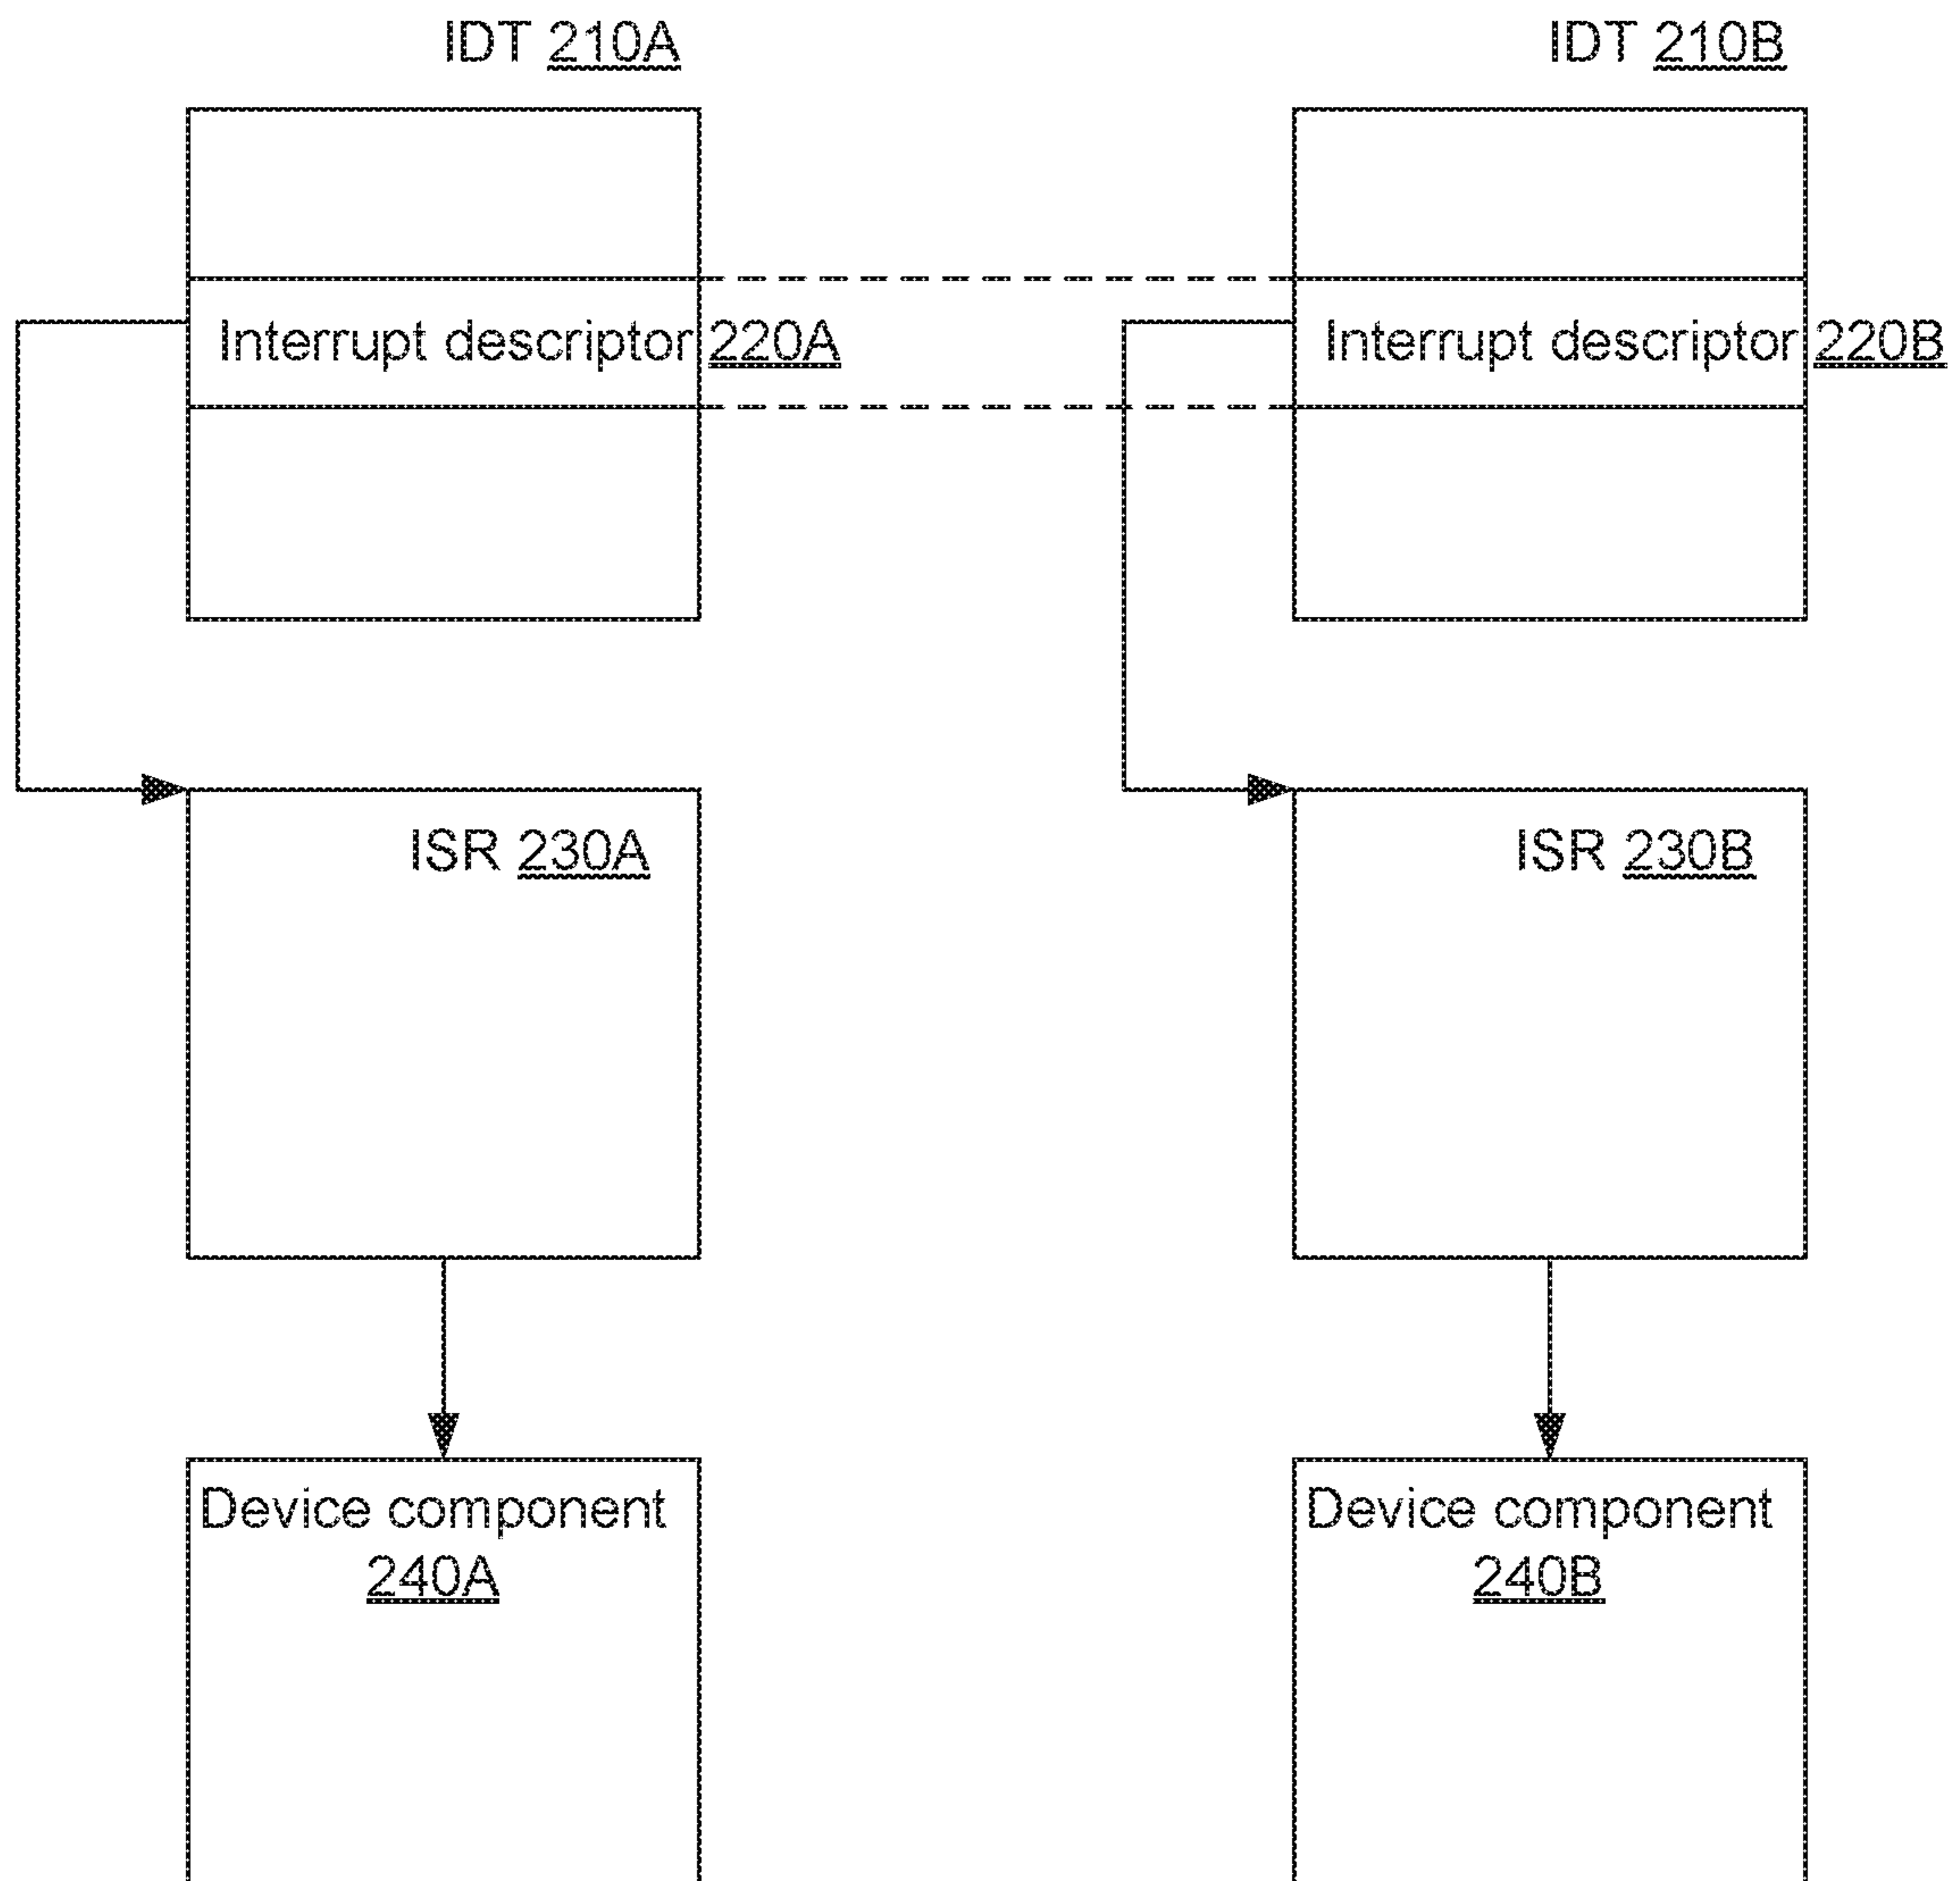 IDT 210A
IDT 210B
Interrupt descriptor 220A
Interrupt descriptor 220B
ISR 230A
ISR 230B
Device component
240A
Device component
240B